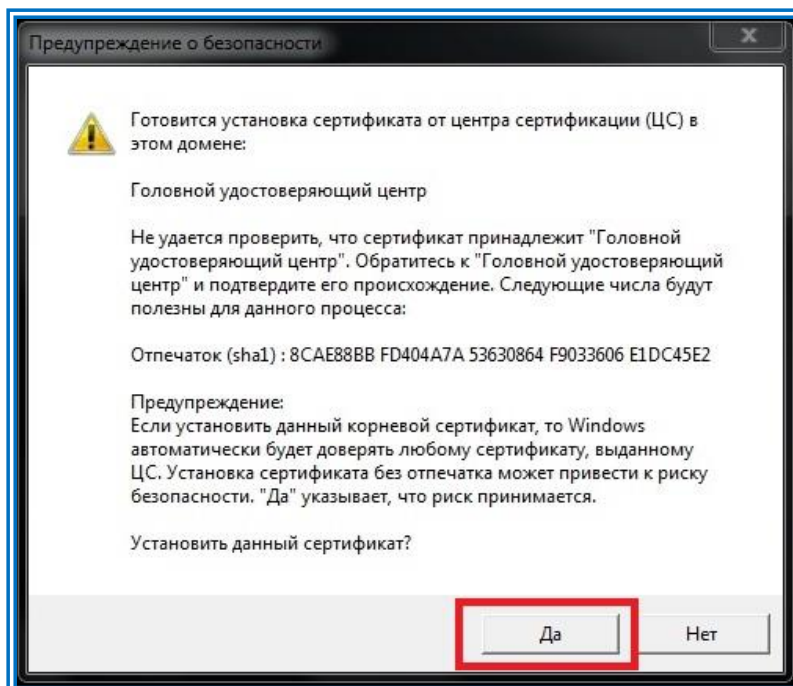 Предупреждение о безопасности
Готовится установка сертификата от центра сертификации (ЦС) в
этом домене:
Головной удостоверяющий центр
Не удается проверить, что сертификат принадлежит "Головной
удостоверяющий центр". Обратитесь к "Головной удостоверяющий
центр" и подтвердите его происхождение. Следующие числа будут
полезны для данного процесса:
Отпечаток (sha1) : 8CAE88BB FD404A7A 53630864 F9033606 E1DC45E2
Предупреждение:
Если установить данный корневой сертификат, то Windows
автоматически будет доверять любому сертификату, выданному
ЦС. Установка сертификата без отпечатка может привести к риску
безопасности. "Да" указывает, что риск принимается.
Установить данный сертификат?
Да
Нет